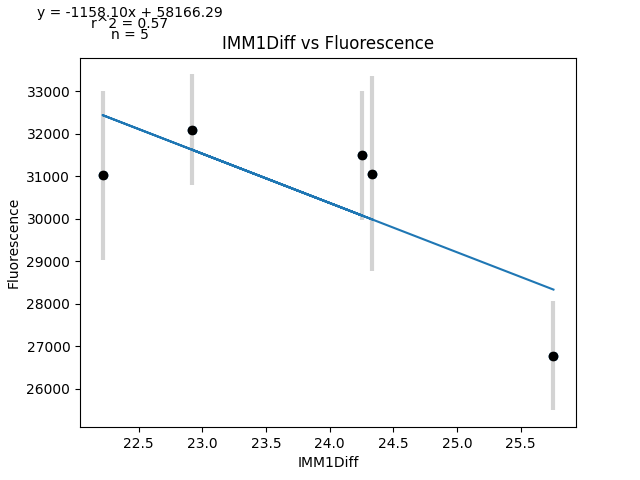 y = -1158.10x + 58166.29
r^2 = 0.57
n = 5
IMM1Diff vs Fluorescence
Fluorescence
33000
32000
31000
30000
29000
28000
27000
26000
22.5 23.0 23.5 24.0 24.5 25.0 25.5
IMM1Diff